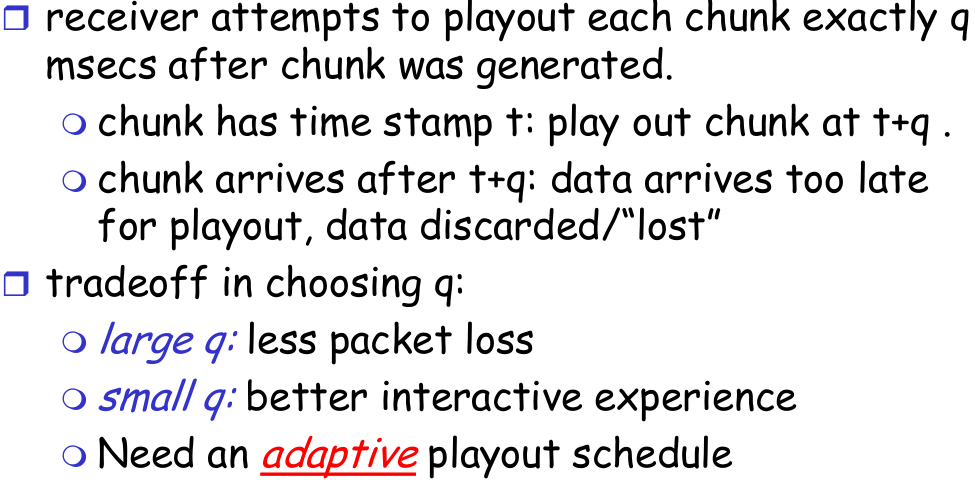 receiver attempts to playout each chunk exactly q
msecs after chunk was generated.
chunk has time stamp t: play out chunk at t+q .
chunk arrives after t+q: data arrives too late
for playout, data discarded/“lost”
tradeoff in choosing q:
large q: less packet loss
small q: better interactive experience
Need an adaptive playout schedule